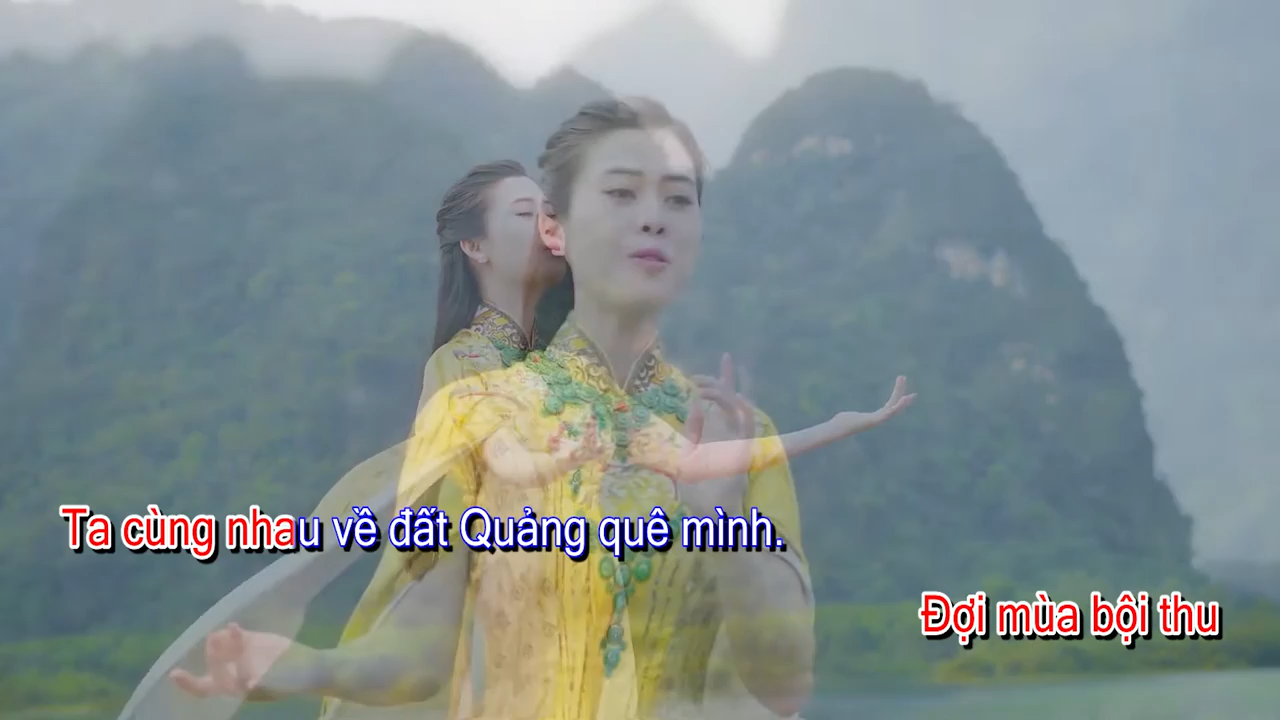 Ta cùng nhau về đất Quảng quê mình.
Đợi mùa bội thu